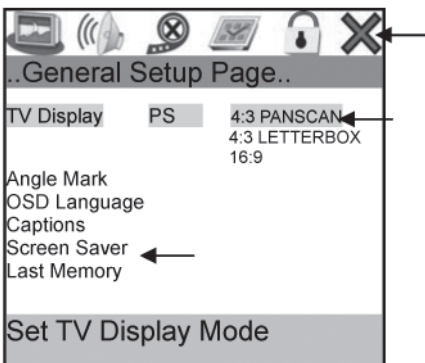 ..General Setup Page..
TV Display PS 4:3 PANSCAN
4:3 LETTERBOX
16:9
Angle Mark
OSD Language
Captions
Screen Saver
Last Memory
Set TV Display Mode